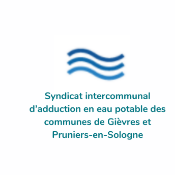 Syndicat intercommunal
d'adduction en eau potable des
communes de Gièvres et
Pruniers-en-Sologne